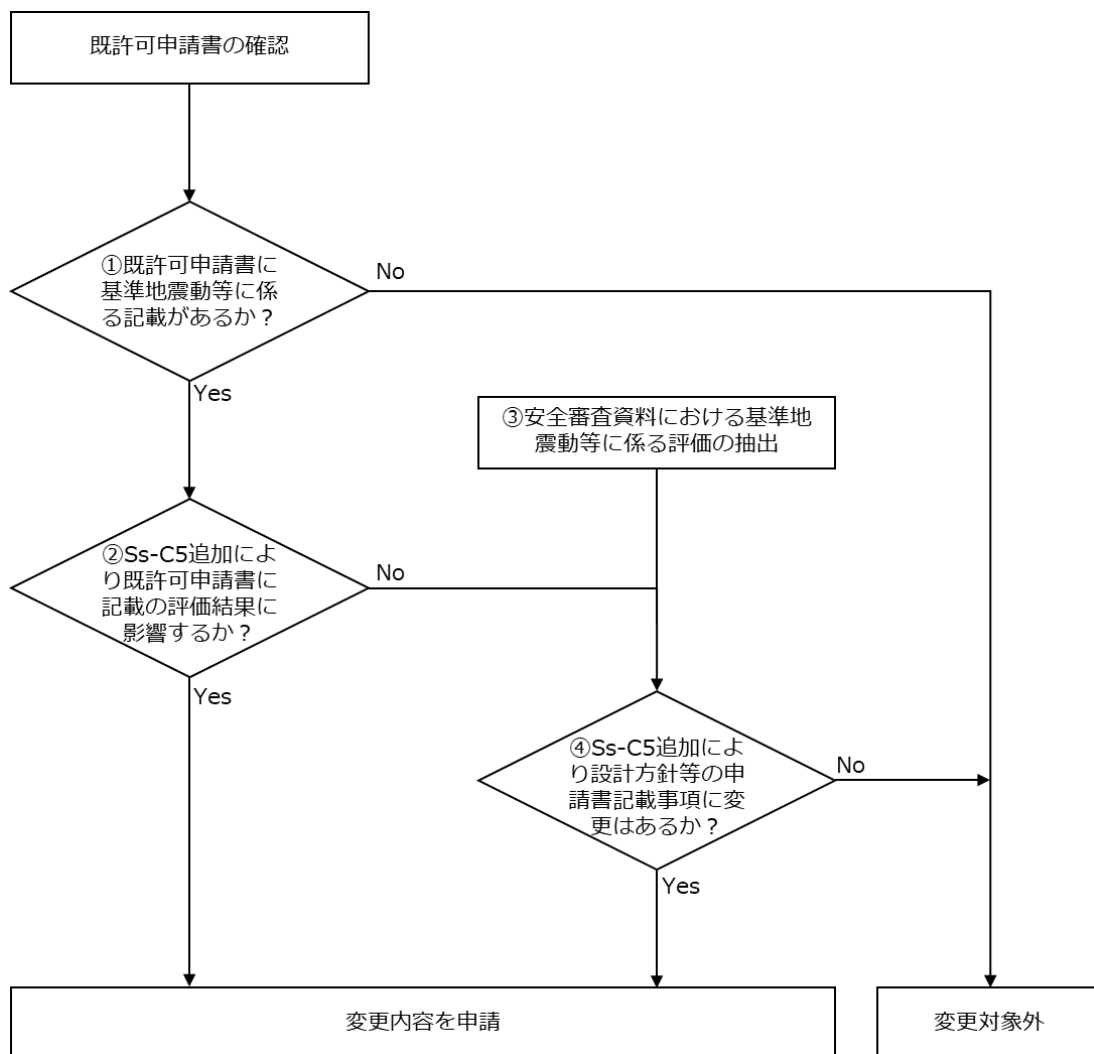 既許可申請書の確認
①既許可申請書に
基準地震動等に係
る記載があるか？
No
Yes
③安全審査資料における基準地
震動等に係る評価の抽出
②Ss-C5追加によ
り既許可申請書に
記載の評価結果に
影響するか？
No
Yes
④Ss-C5追加によ
り設計方針等の申
請書記載事項に変
更はあるか？
No
Yes
変更内容を申請
変更対象外